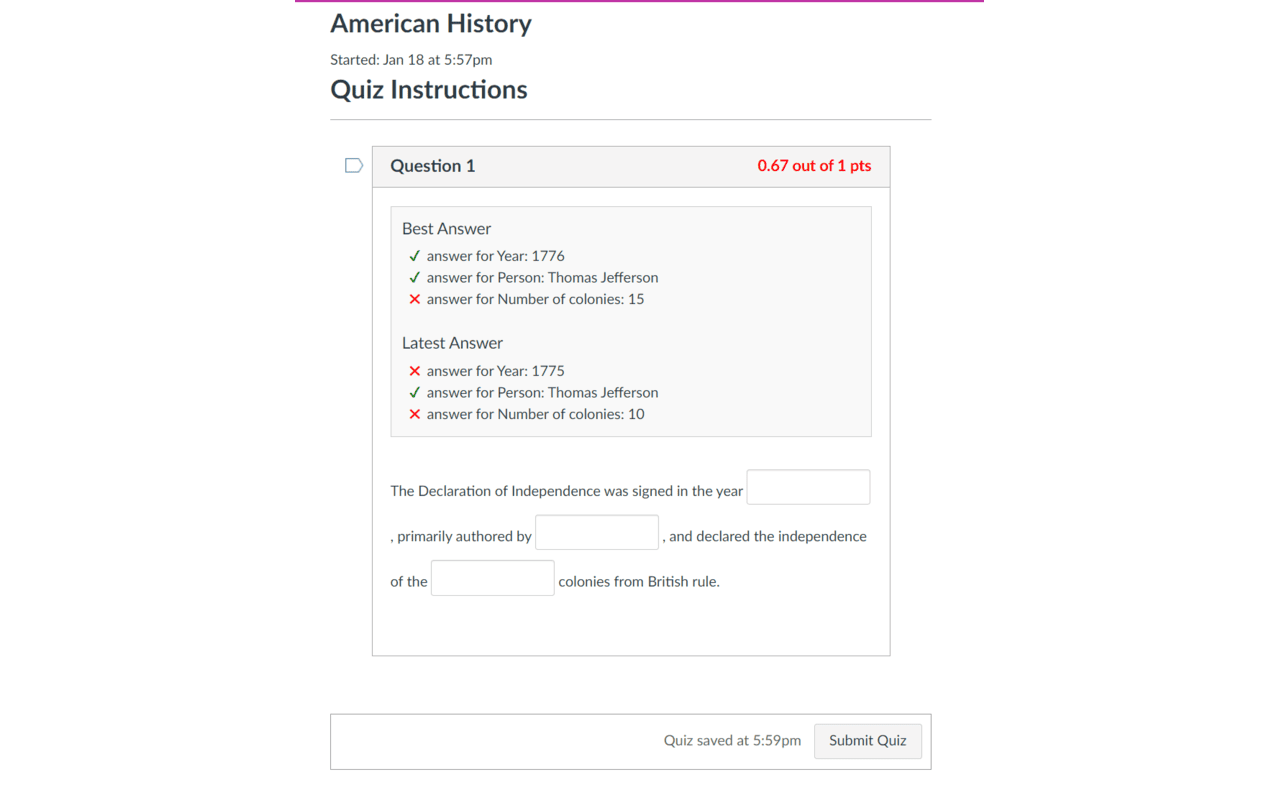 American History
Started: Jan 18 at 5:57pm
Quiz Instructions
Question 1 0.67 out of 1 pts
Best Answer
✓ answer for Year: 1776
✓ answer for Person: Thomas Jefferson
✕ answer for Number of colonies: 15
Latest Answer
✕ answer for Year: 1775
✓ answer for Person: Thomas Jefferson
✕ answer for Number of colonies: 10
The Declaration of Independence was signed in the year
, primarily authored by , and declared the independence
of the colonies from British rule.
Quiz saved at 5:59pm Submit Quiz